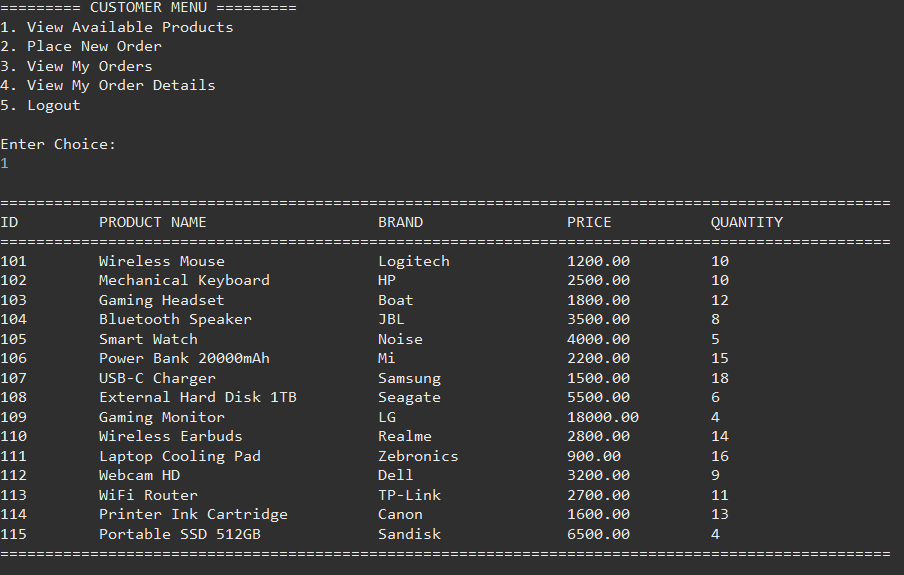 ========= CUSTOMER MENU =========
1. View Available Products
2. Place New Order
3. View My Orders
4. View My Order Details
5. Logout
Enter Choice:
1
===================================================================================================
ID PRODUCT NAME BRAND PRICE QUANTITY
===================================================================================================
101 Wireless Mouse Logitech 1200.00 10
102 Mechanical Keyboard HP 2500.00 10
103 Gaming Headset Boat 1800.00 12
104 Bluetooth Speaker JBL 3500.00 8
105 Smart Watch Noise 4000.00 5
106 Power Bank 20000mAh Mi 2200.00 15
107 USB-C Charger Samsung 1500.00 18
108 External Hard Disk 1TB Seagate 5500.00 6
109 Gaming Monitor LG 18000.00 4
110 Wireless Earbuds Realme 2800.00 14
111 Laptop Cooling Pad Zebronics 900.00 16
112 Webcam HD Dell 3200.00 9
113 WiFi Router TP-Link 2700.00 11
114 Printer Ink Cartridge Canon 1600.00 13
115 Portable SSD 512GB Sandisk 6500.00 4
===================================================================================================